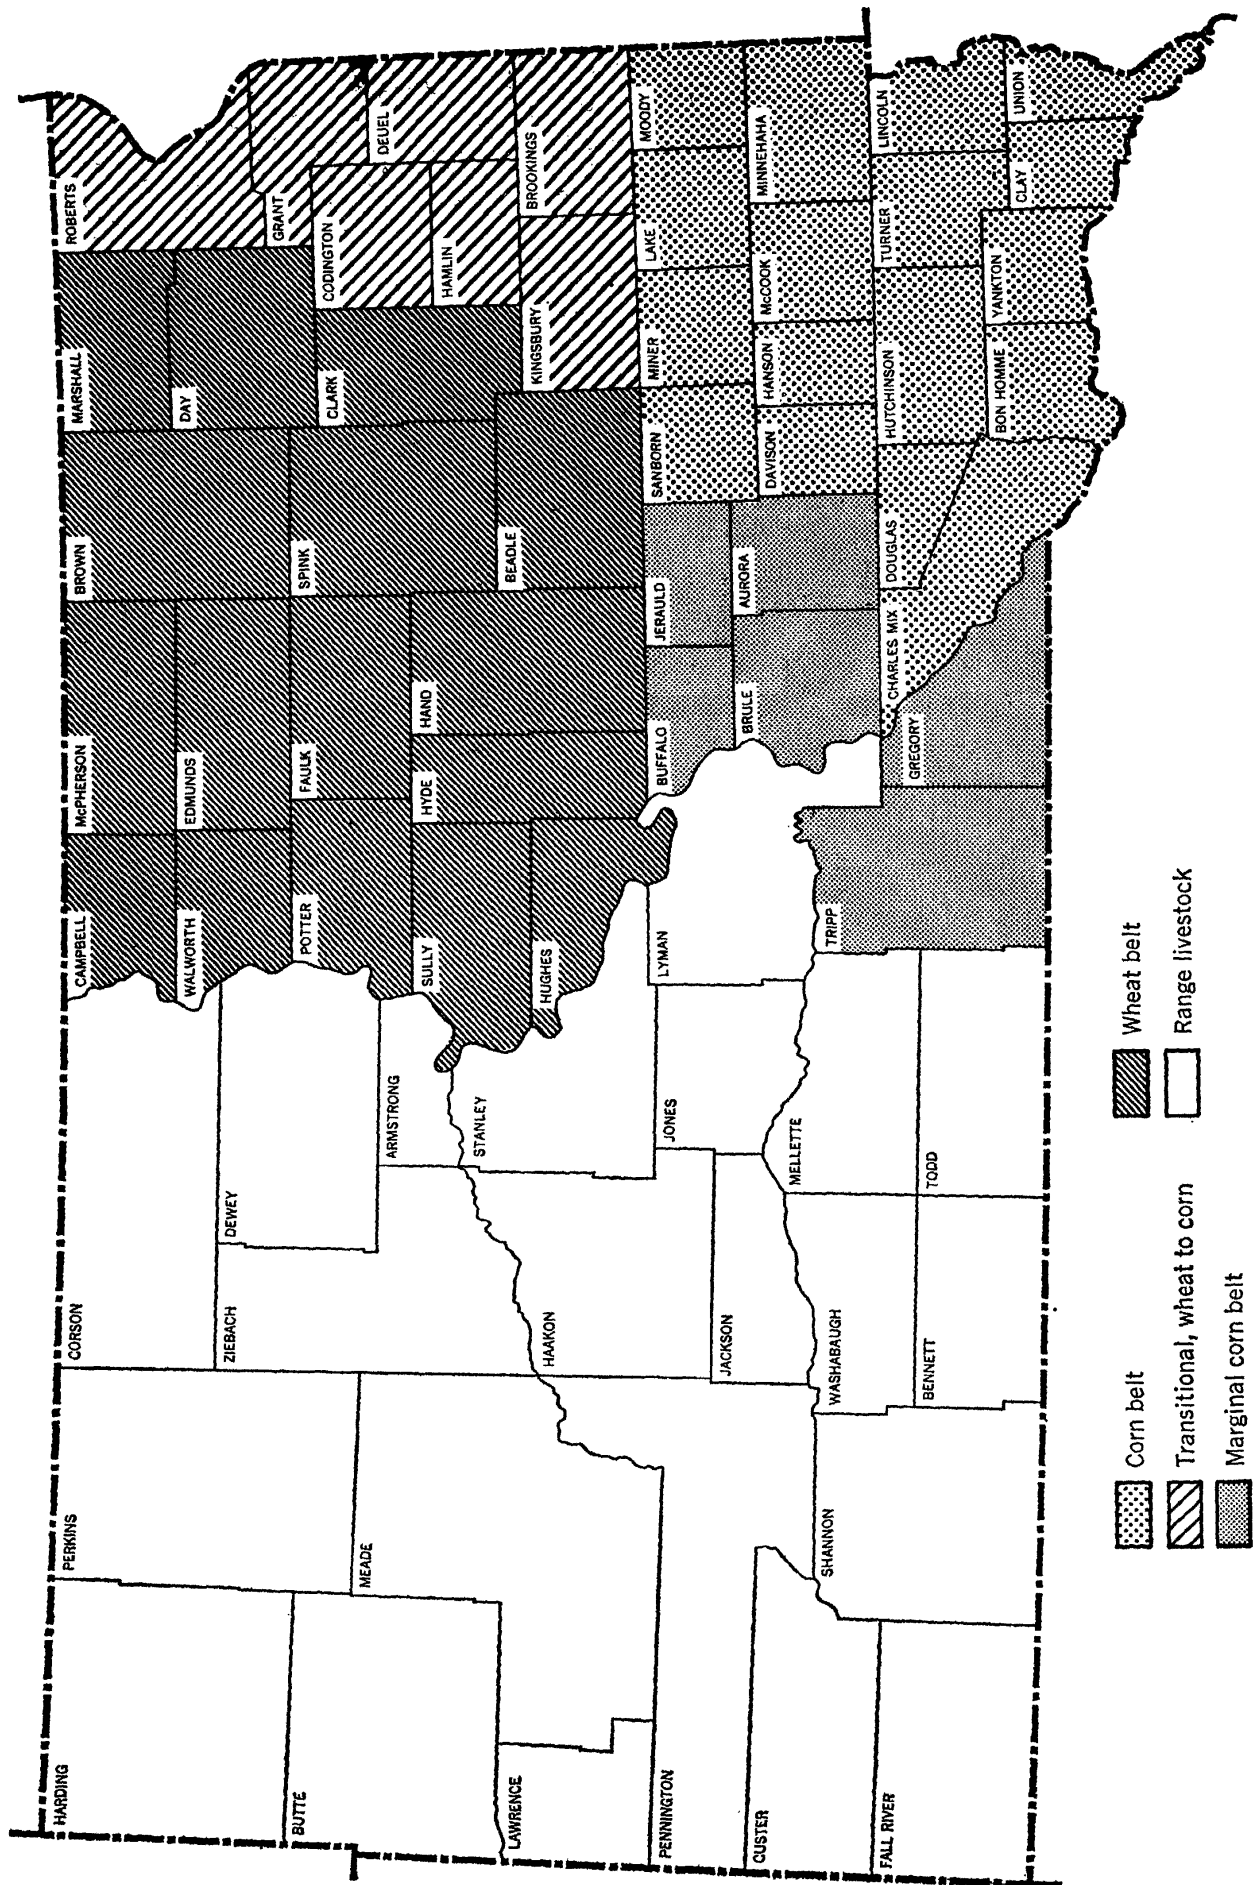 HARDING
PERKINS
CORSON
CAMPBELL
McPHERSON
BROWN
MARSHALL
ROBERTS
WALWORTH
EDMUNDS
DAY
ZIEBACH
DEWEY
GRANT
BUTTE
POTTER
FAULK
SPINK
CLARK
CODINGTON
MEADE
ARMSTRONG
DEUEL
SULLY
HYDE
HAND
HAMLIN
STANLEY
LAWRENCE
HAAKON
HUGHES
BEADLE
KINGSBURY
BROOKINGS
PENNINGTON
JONES
LYMAN
BUFFALO
JERAULD
SANBORN
MINER
LAKE
MOODY
JACKSON
BRULE
AURORA
DAVISON
HANSON
McCOOK
MINNEHAHA
CUSTER
MELLETTE
SHANNON
WASHABAUGH
TRIPP
FALL RIVER
CHARLES MIX
DOUGLAS
HUTCHINSON
TURNER
LINCOLN
BENNETT
TODD
GREGORY
BON HOMME
YANKTON
CLAY
UNION
Corn belt
Wheat belt
Transitional, wheat to corn
Range livestock
Marginal corn belt